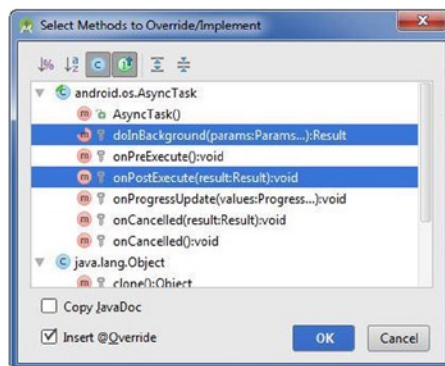 Select Methods to Override/Implement
android.os.AsyncTask
AsyncTask()
doInBackground(params:Params...):Result
onPreExecute():void
onPostExecute(result:Result):void
onProgressUpdate(values:Progress...):void
onCancelled(result:Result):void
onCancelled():void
java.lang.Object
clone():Object
Copy JavaDoc
Insert @Override
OK
Cancel